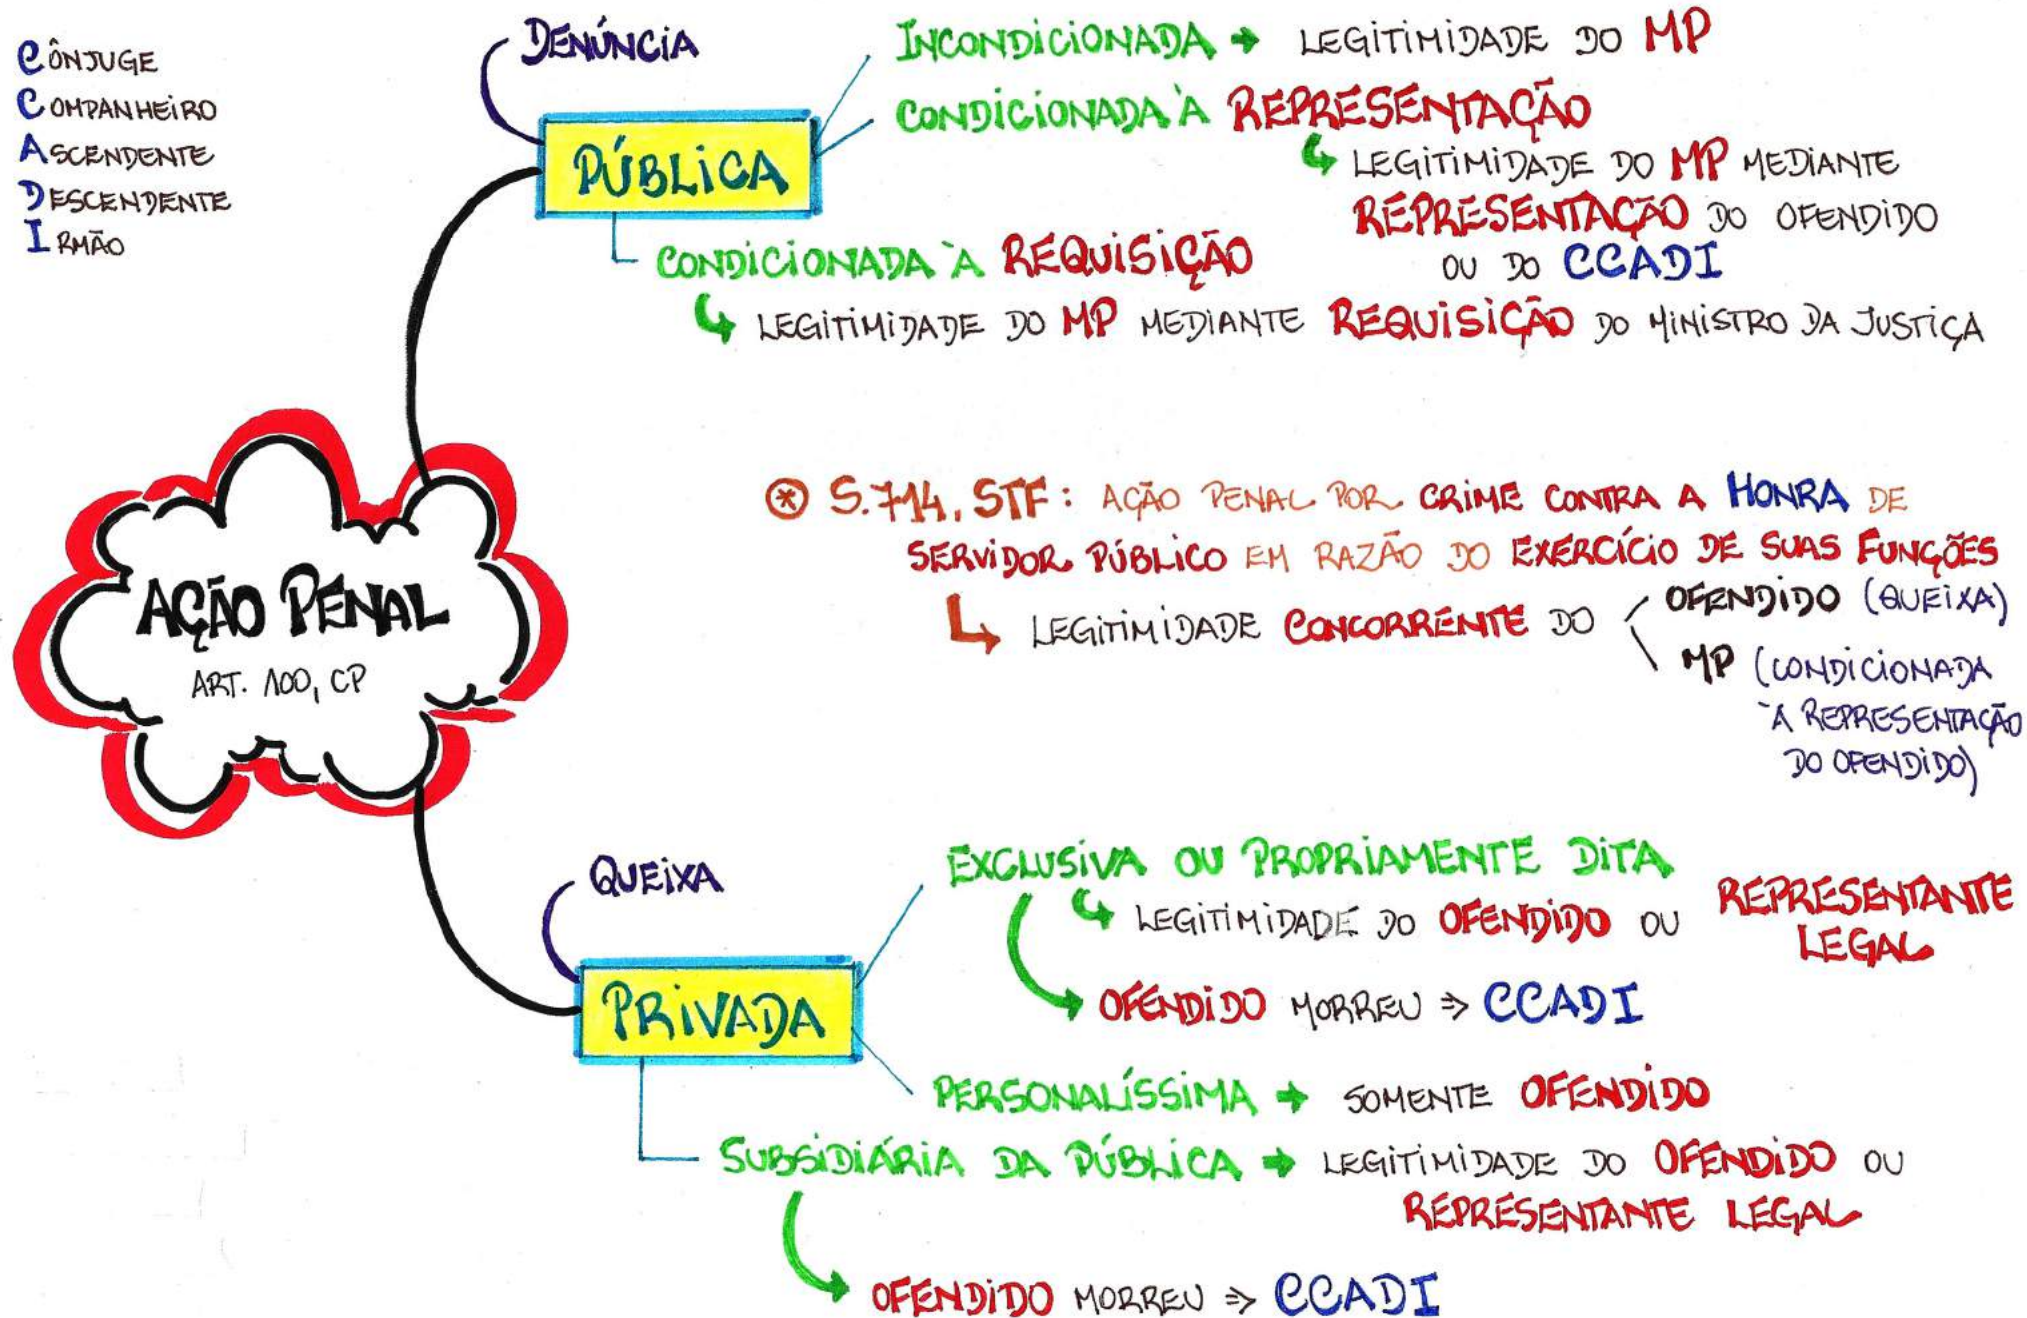 CÔNJUGE
COMPANHEIRO
ASCENDENTE
DESCENDENTE
IRMÃO
DENÚNCIA
PÚBLICA
INCONDICIONADA → LEGITIMIDADE DO MP
CONDICIONADA À REPRESENTAÇÃO
↳ LEGITIMIDADE DO MP MEDIANTE
REPRESENTAÇÃO DO OFENDIDO
OU DO CCADI
CONDICIONADA À REQUISIÇÃO
↳ LEGITIMIDADE DO MP MEDIANTE REQUISIÇÃO DO MINISTRO DA JUSTIÇA
AÇÃO PENAL
ART. 100, CP
* S.714, STF: AÇÃO PENAL POR CRIME CONTRA A HONRA DE
SERVIDOR PÚBLICO EM RAZÃO DO EXERCÍCIO DE SUAS FUNÇÕES
↳ LEGITIMIDADE CONCORRENTE DO
OFENDIDO (QUEIXA)
MP (CONDICIONADA
À REPRESENTAÇÃO
DO OFENDIDO)
QUEIXA
PRIVADA
EXCLUSIVA OU PROPRIAMENTE DITA
↳ LEGITIMIDADE DO OFENDIDO OU REPRESENTANTE
LEGAL
→ OFENDIDO MORREU ⇒ CCADI
PERSONALÍSSIMA → SOMENTE OFENDIDO
SUBSIDIÁRIA DA PÚBLICA → LEGITIMIDADE DO OFENDIDO OU
REPRESENTANTE LEGAL
→ OFENDIDO MORREU ⇒ CCADI